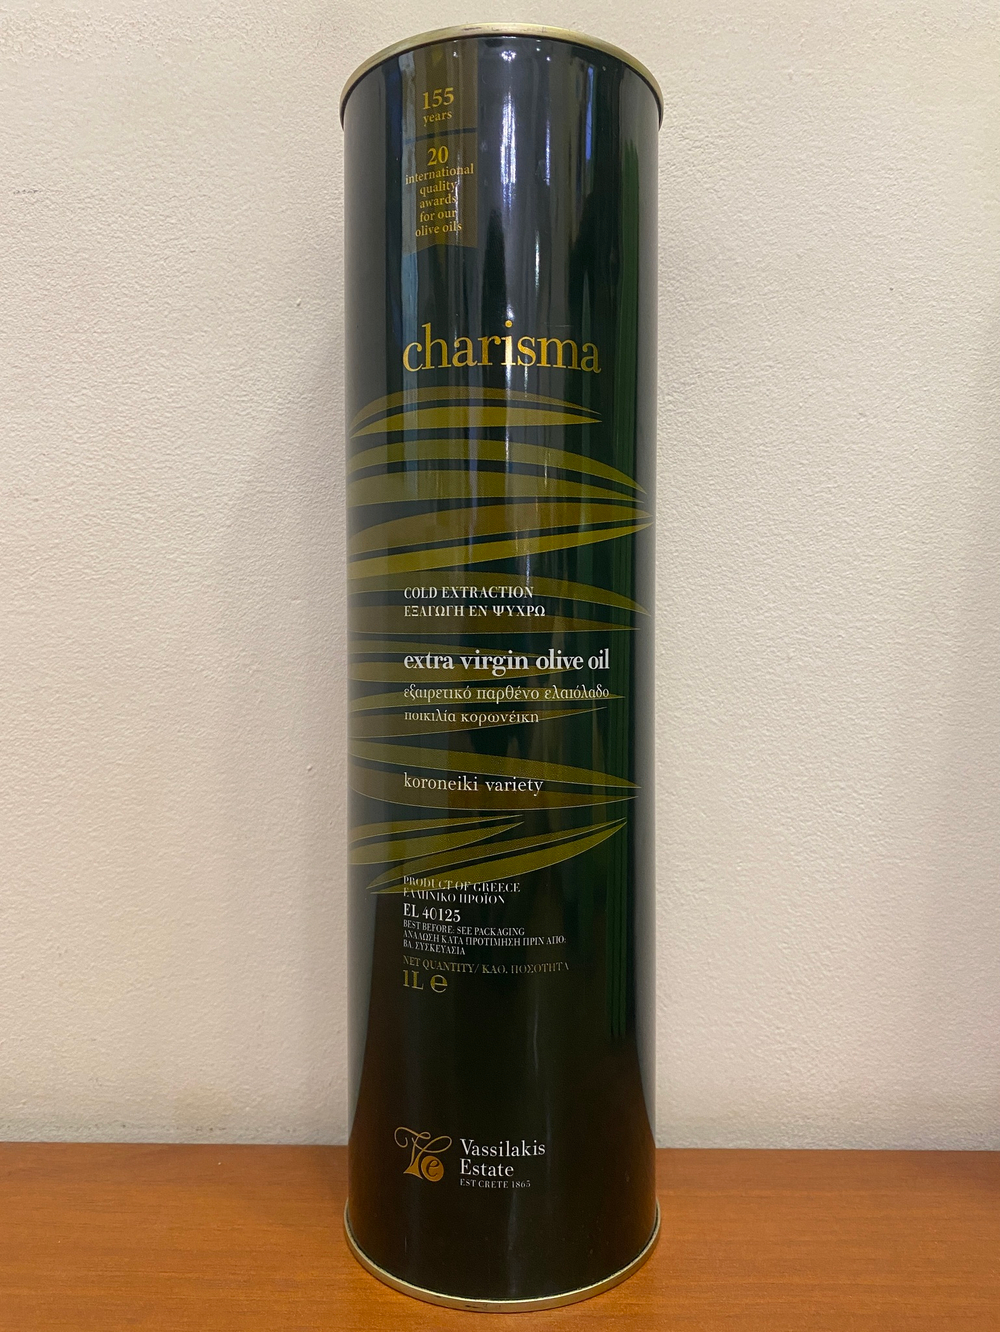 155
years
20
international
quality
awards
for our
olive oils
charisma
COLD EXTRACTION
ΕΞΑΓΩΓΗ ΕΝ ΨΥΧΡΩ
extra virgin olive oil
εξαιρετικό παρθένο ελαιόλαδο
ποικιλία κορωνέικη
koroneiki variety
PRODUCT OF GREECE
ΕΛΛΗΝΙΚΟ ΠΡΟΪΟΝ
EL 40125
BEST BEFORE: SEE PACKAGING
ΑΝΑΛΩΣΗ ΚΑΤΑ ΠΡΟΤΙΜΗΣΗ ΠΡΙΝ ΑΠΟ:
ΒΛ. ΣΥΣΚΕΥΑΣΙΑ
NET QUANTITY/ ΚΑΘ. ΠΟΣΟΤΗΤΑ
1L ℮
Ve
Vassilakis
Estate
EST CRETE 1865